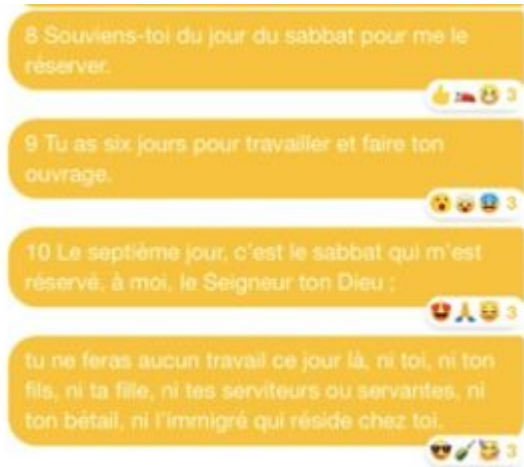 8 Souviens-toi du jour du sabbat pour me le
réserver.
3
9 Tu as six jours pour travailler et faire ton
ouvrage.
3
10 Le septième jour, c'est le sabbat qui m'est
réservé, à moi, le Seigneur ton Dieu ;
3
tu ne feras aucun travail ce jour là, ni toi, ni ton
fils, ni ta fille, ni tes serviteurs ou servantes, ni
ton bétail, ni l'immigré qui réside chez toi.
3